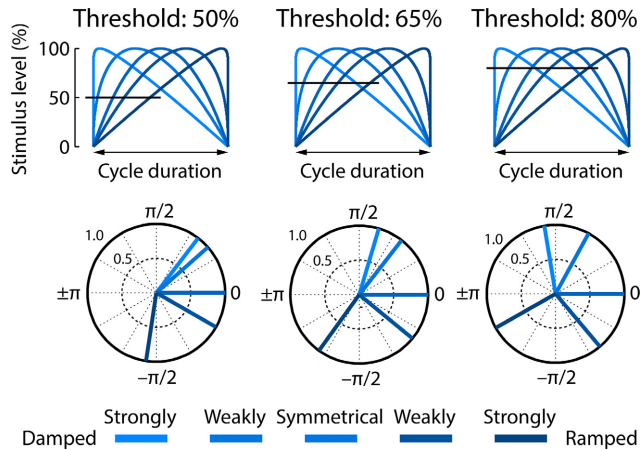 Threshold: 50% Threshold: 65% Threshold: 80%
Stimulus level (%)
100
50
0
Cycle duration Cycle duration Cycle duration
π/2 π/2 π/2
1.0 1.0 1.0
0.5 0.5 0.5
±π 0 ±π 0 ±π 0
−π/2 −π/2 −π/2
Strongly Weakly Symmetrical Weakly Strongly
Damped Ramped